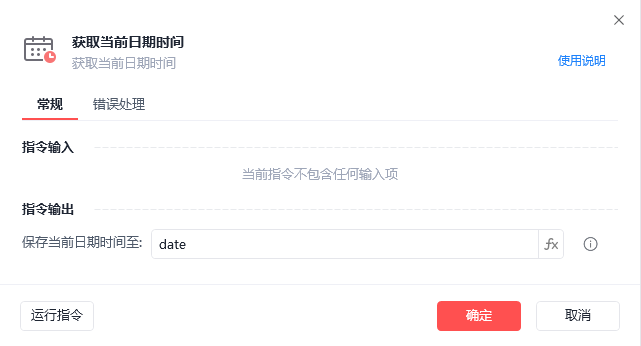 获取当前日期时间
获取当前日期时间
使用说明
常规 错误处理
指令输入
当前指令不包含任何输入项
指令输出
保存当前日期时间至: date fx
运行指令 确定 取消